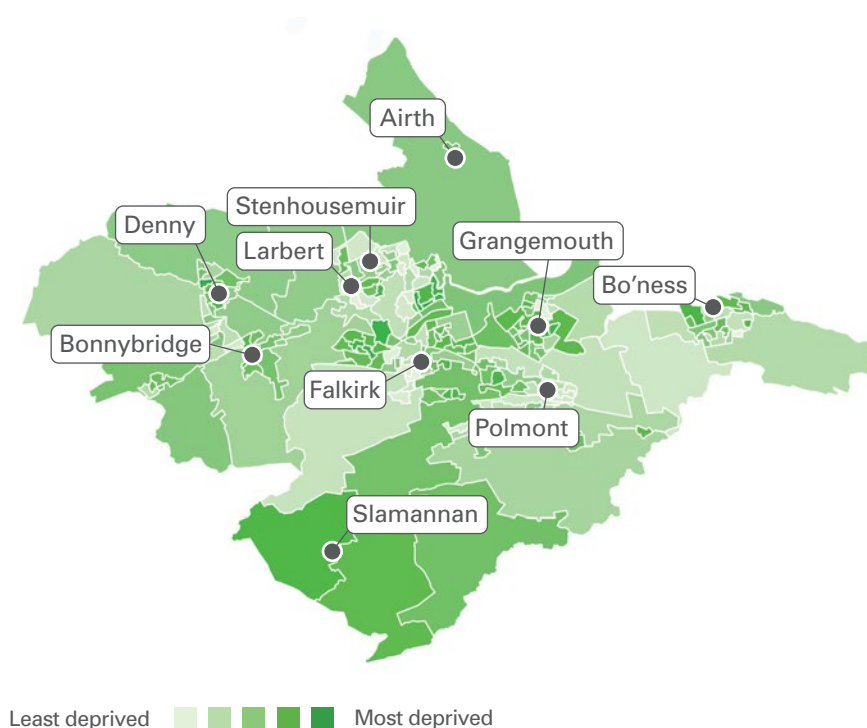 Airth
Stenhousemuir
Denny
Grangemouth
Larbert
Bo'ness
Bonnybridge
Falkirk
Polmont
Slamannan
Least deprived Most deprived